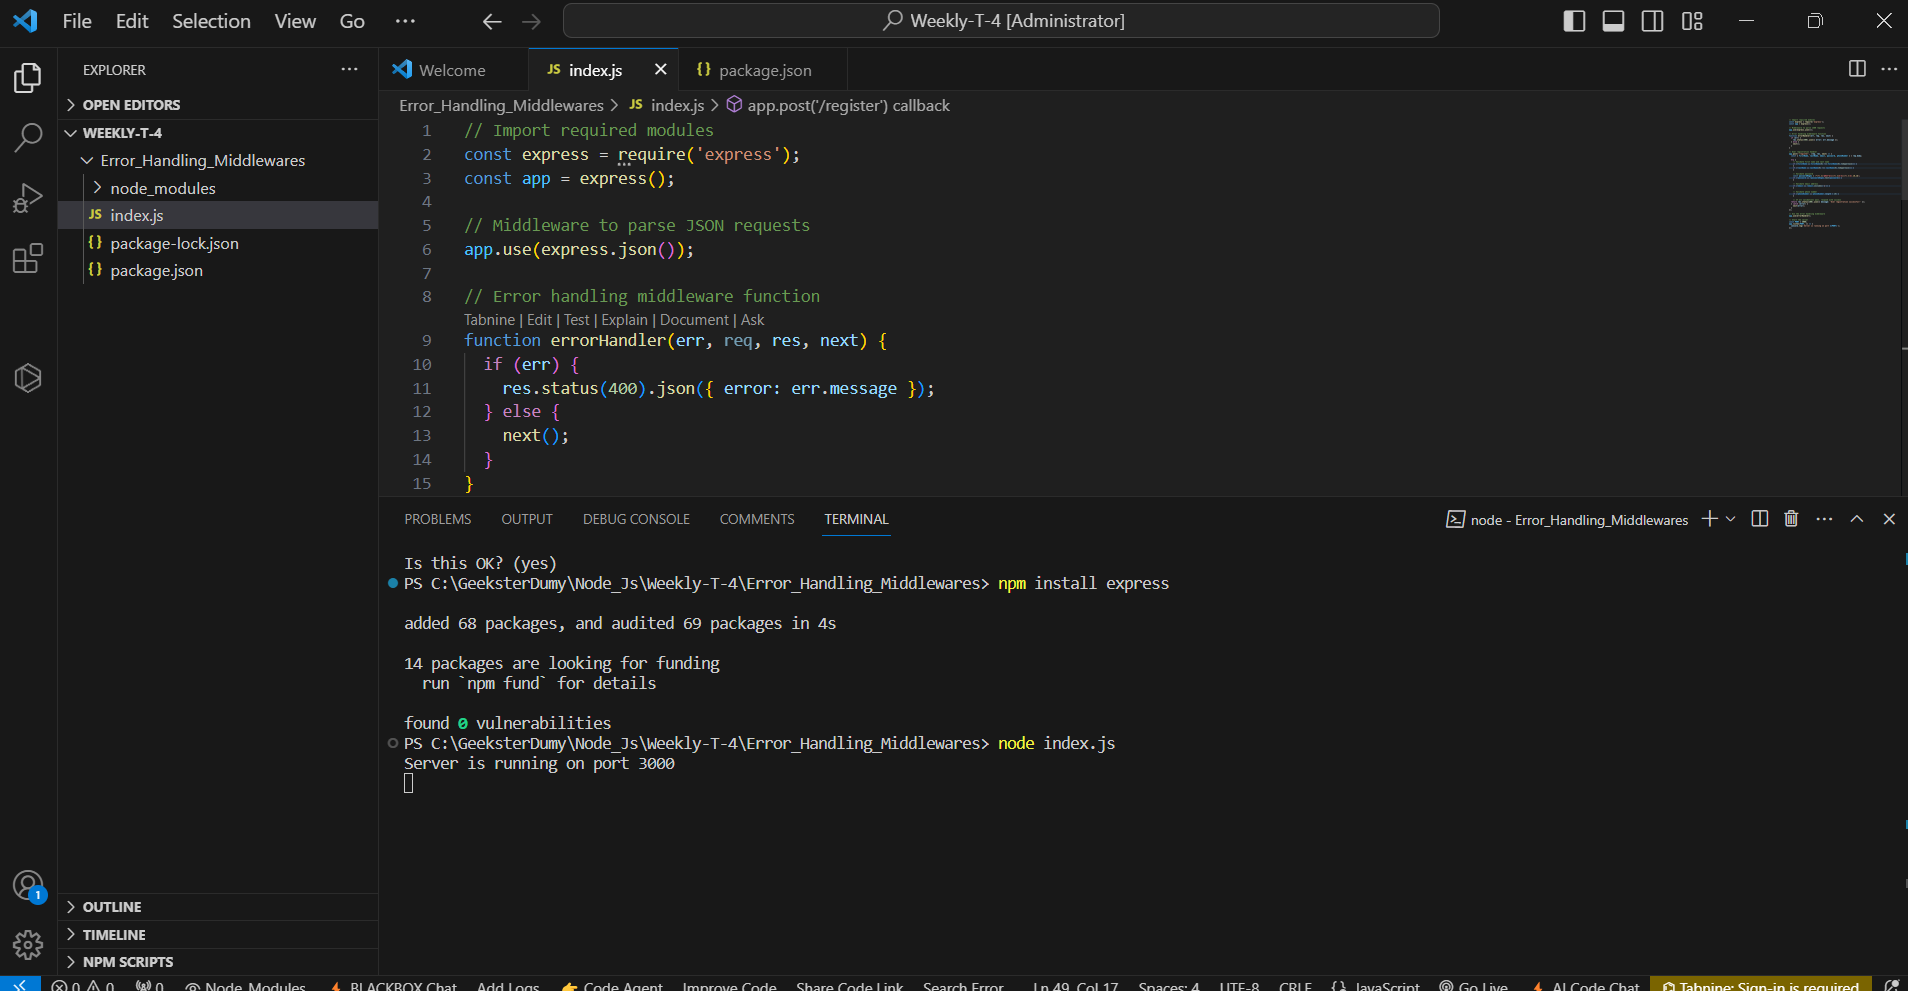 File Edit Selection View Go ··· Weekly-T-4 [Administrator]
EXPLORER ···
OPEN EDITORS
WEEKLY-T-4
Error_Handling_Middlewares
node_modules
JS index.js
{} package-lock.json
{} package.json
OUTLINE
TIMELINE
NPM SCRIPTS
1
Welcome JS index.js {} package.json
Error_Handling_Middlewares > JS index.js > app.post('/register') callback
1 // Import required modules
2 const express = require('express');
3 const app = express();
4
5 // Middleware to parse JSON requests
6 app.use(express.json());
7
8 // Error handling middleware function
Tabnine | Edit | Test | Explain | Document | Ask
9 function errorHandler(err, req, res, next) {
10 if (err) {
11 res.status(400).json({ error: err.message });
12 } else {
13 next();
14 }
15 }
PROBLEMS OUTPUT DEBUG CONSOLE COMMENTS TERMINAL node - Error_Handling_Middlewares
Is this OK? (yes)
PS C:\GeeksterDumy\Node_Js\Weekly-T-4\Error_Handling_Middlewares> npm install express
added 68 packages, and audited 69 packages in 4s
14 packages are looking for funding
run `npm fund` for details
found 0 vulnerabilities
PS C:\GeeksterDumy\Node_Js\Weekly-T-4\Error_Handling_Middlewares> node index.js
Server is running on port 3000
0 0 0 Node_Modules BLACKBOX Chat Add Logs Code Agent Improve Code Share Code Link Search Error Ln 49, Col 17 Spaces: 4 UTF-8 CRLF {} JavaScript Go Live AI Code Chat Tabnine: Sign-in is required